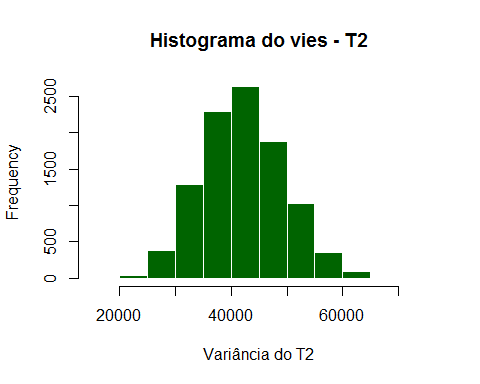 Histograma do vies - T2
Frequency
2500
1500
500
0
20000 40000 60000
Variância do T2